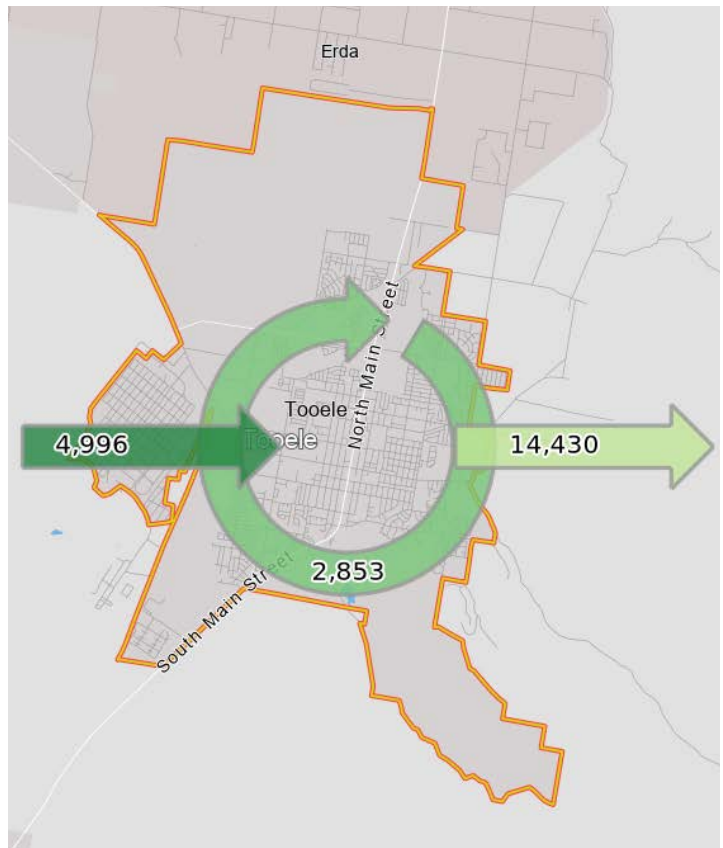 Erda
North Main Street
Tooele
Tooele
4,996
14,430
2,853
South Main Street